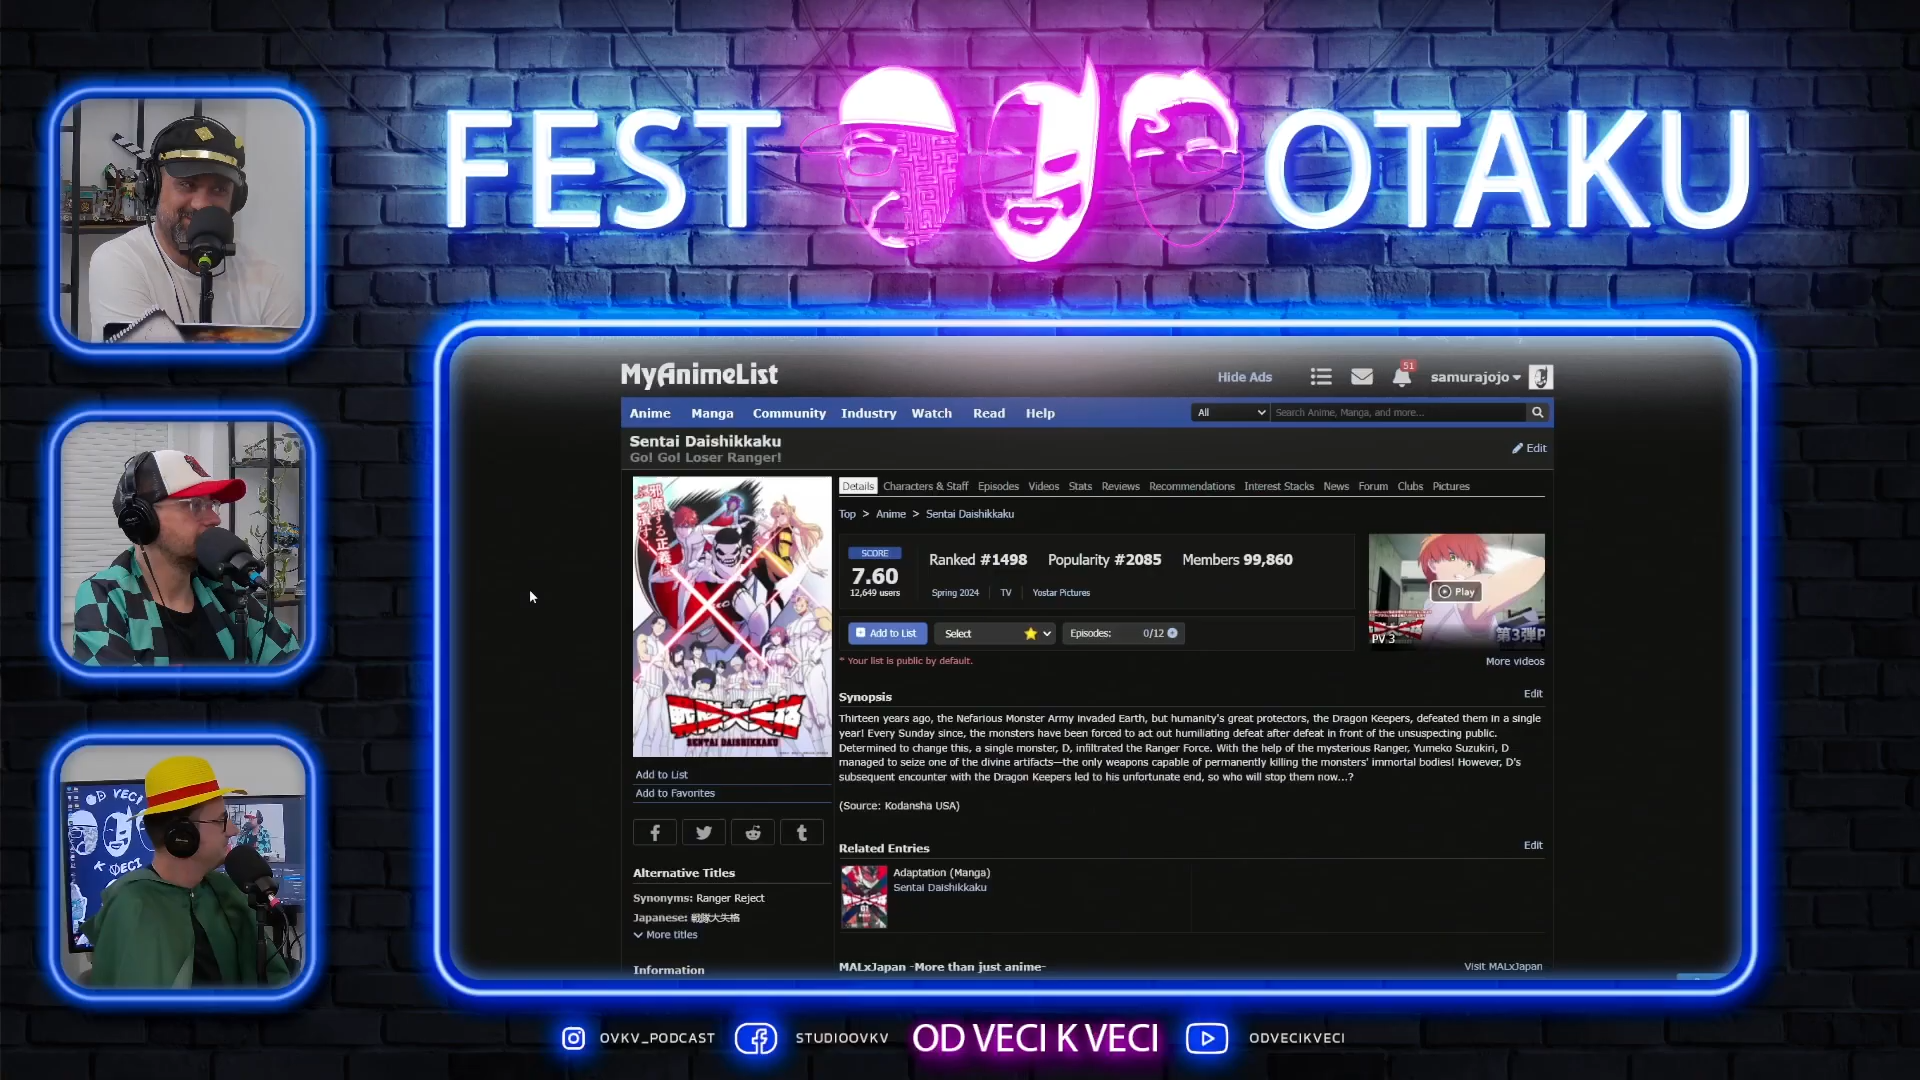 FEST OTAKU
MyAnimeList
Hide Ads
51
samurajojo
Anime Manga Community Industry Watch Read Help
All Search Anime, Manga, and more...
Sentai Daishikkaku
Go! Go! Loser Ranger!
Edit
Details Characters & Staff Episodes Videos Stats Reviews Recommendations Interest Stacks News Forum Clubs Pictures
Top > Anime > Sentai Daishikkaku
SCORE
7.60
12,649 users
Ranked #1498 Popularity #2085 Members 99,860
Spring 2024 TV Yostar Pictures
Add to List Select Episodes: 0/12
* Your list is public by default.
Play
PV 3
More videos
SENTAI DAISHIKKAKU
Synopsis
Edit
Thirteen years ago, the Nefarious Monster Army invaded Earth, but humanity's great protectors, the Dragon Keepers, defeated them in a single
year! Every Sunday since, the monsters have been forced to act out humiliating defeat after defeat in front of the unsuspecting public.
Determined to change this, a single monster, D, infiltrated the Ranger Force. With the help of the mysterious Ranger, Yumeko Suzukiri, D
managed to seize one of the divine artifacts—the only weapons capable of permanently killing the monsters' immortal bodies! However, D's
subsequent encounter with the Dragon Keepers led to his unfortunate end, so who will stop them now...?
(Source: Kodansha USA)
Add to List
Add to Favorites
Related Entries
Edit
Adaptation (Manga)
Sentai Daishikkaku
Alternative Titles
Synonyms: Ranger Reject
Japanese: 戦隊大失格
More titles
Information
MALxJapan -More than just anime-
Visit MALxJapan
OD VECI
K VECI
OVKV_PODCAST STUDIOOVKV OD VECI K VECI ODVECIKVECI